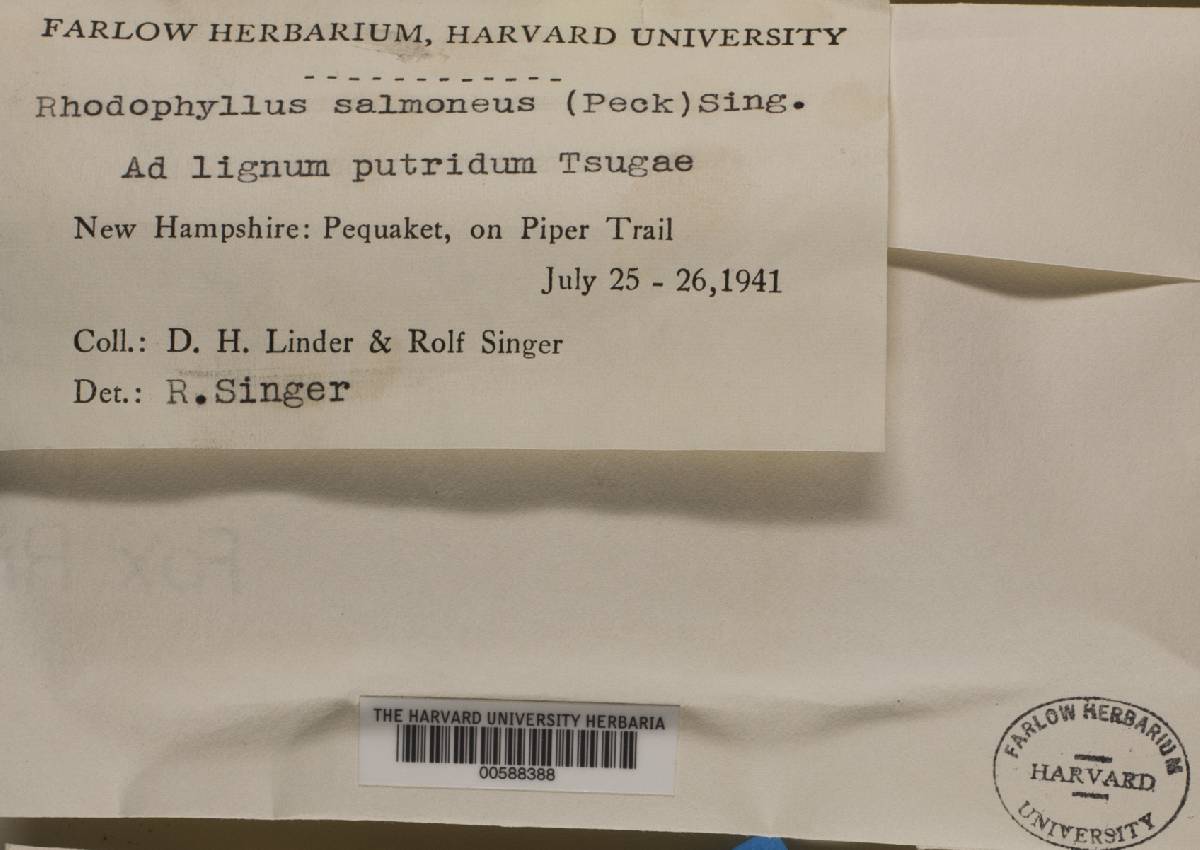 FARLOW HERBARIUM, HARVARD UNIVERSITY
------------
Rhodophyllus salmoneus (Peck)Sing.
Ad lignum putridum Tsugae
New Hampshire: Pequaket, on Piper Trail
July 25 - 26,1941
Coll.: D. H. Linder & Rolf Singer
Det.: R.Singer
THE HARVARD UNIVERSITY HERBARIA
00588388
FARLOW HERBARIUM
HARVARD
UNIVERSITY